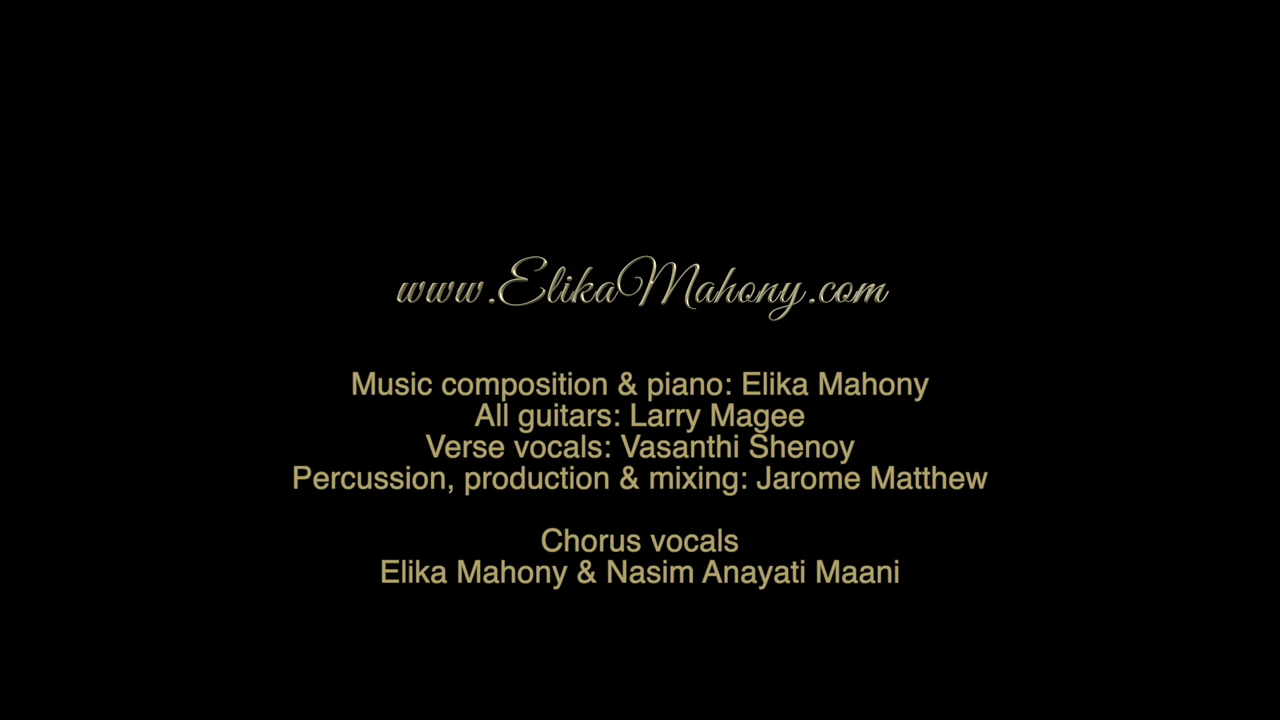 www.ElikaMahony.com
Music composition & piano: Elika Mahony
All guitars: Larry Magee
Verse vocals: Vasanthi Shenoy
Percussion, production & mixing: Jarome Matthew
Chorus vocals
Elika Mahony & Nasim Anayati Maani